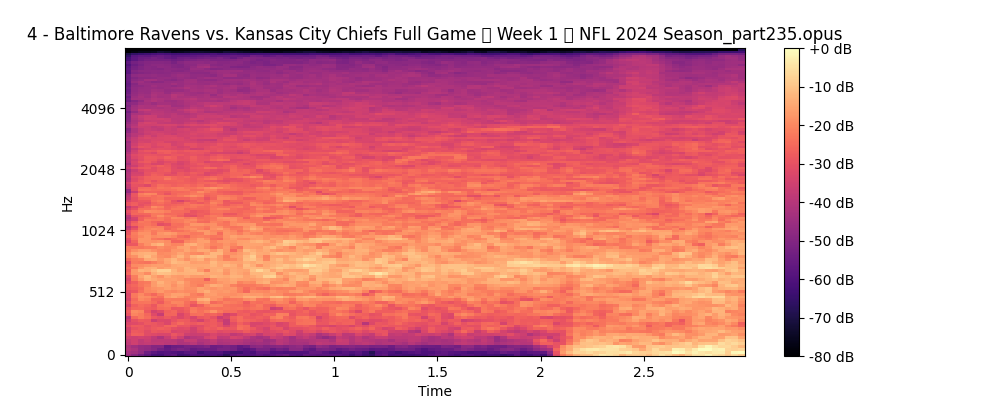 4 - Baltimore Ravens vs. Kansas City Chiefs Full Game ▯ Week 1 ▯ NFL 2024 Season_part235.opus
+0 dB
-10 dB
-20 dB
-30 dB
-40 dB
-50 dB
-60 dB
-70 dB
-80 dB
4096
2048
1024
512
0
Hz
0
0.5
1
1.5
2
2.5
Time